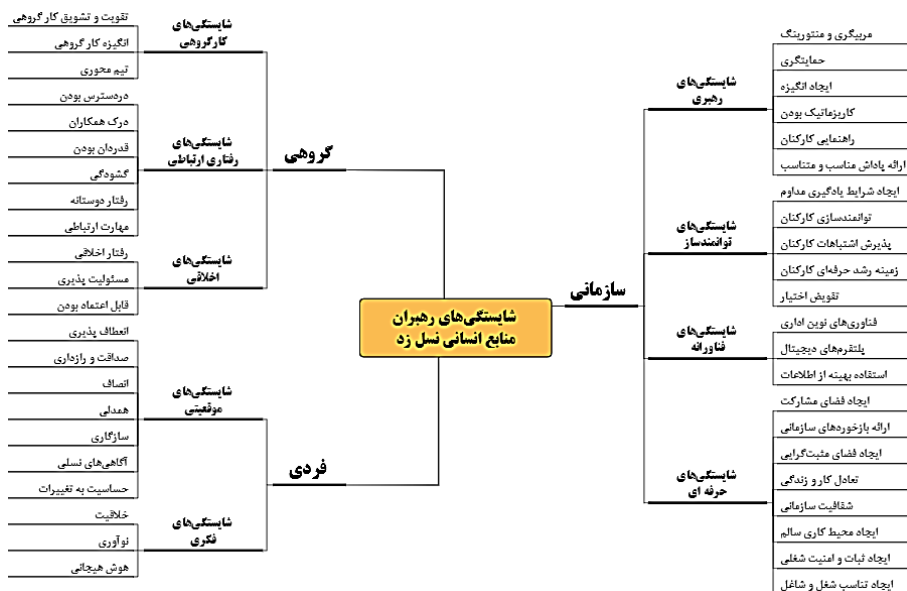 شایستگی‌های رهبران
منابع انسانی نسل زد
سازمانی
شایستگی‌های
رهبری
مربیگری و منتورینگ
حمایتگری
ایجاد انگیزه
کاریزماتیک بودن
راهنمایی کارکنان
ارائه پاداش مناسب و متناسب
شایستگی‌های
توانمندساز
ایجاد شرایط یادگیری مداوم
توانمندسازی کارکنان
پذیرش اشتباهات کارکنان
زمینه رشد حرفه‌ای کارکنان
تفویض اختیار
شایستگی‌های
فناورانه
فناوری‌های نوین اداری
پلتفرم‌های دیجیتال
استفاده بهینه از اطلاعات
شایستگی‌های
حرفه ای
ایجاد فضای مشارکت
ارائه بازخوردهای سازمانی
ایجاد فضای مثبت‌گرایی
تعادل کار و زندگی
شفافیت سازمانی
ایجاد محیط کاری سالم
ایجاد ثبات و امنیت شغلی
ایجاد تناسب شغل و شاغل
گروهی
شایستگی‌های
کارگروهی
تقویت و تشویق کار گروهی
انگیزه کار گروهی
تیم محوری
شایستگی‌های
رفتاری ارتباطی
دردسترس بودن
درک همکاران
قدردان بودن
گشودگی
رفتار دوستانه
مهارت ارتباطی
شایستگی‌های
اخلاقی
رفتار اخلاقی
مسئولیت پذیری
قابل اعتماد بودن
فردی
شایستگی‌های
موقعیتی
انعطاف پذیری
صداقت و رازداری
انصاف
همدلی
سازگاری
آگاهی‌های نسلی
حساسیت به تغییرات
شایستگی‌های
فکری
خلاقیت
نوآوری
هوش هیجانی